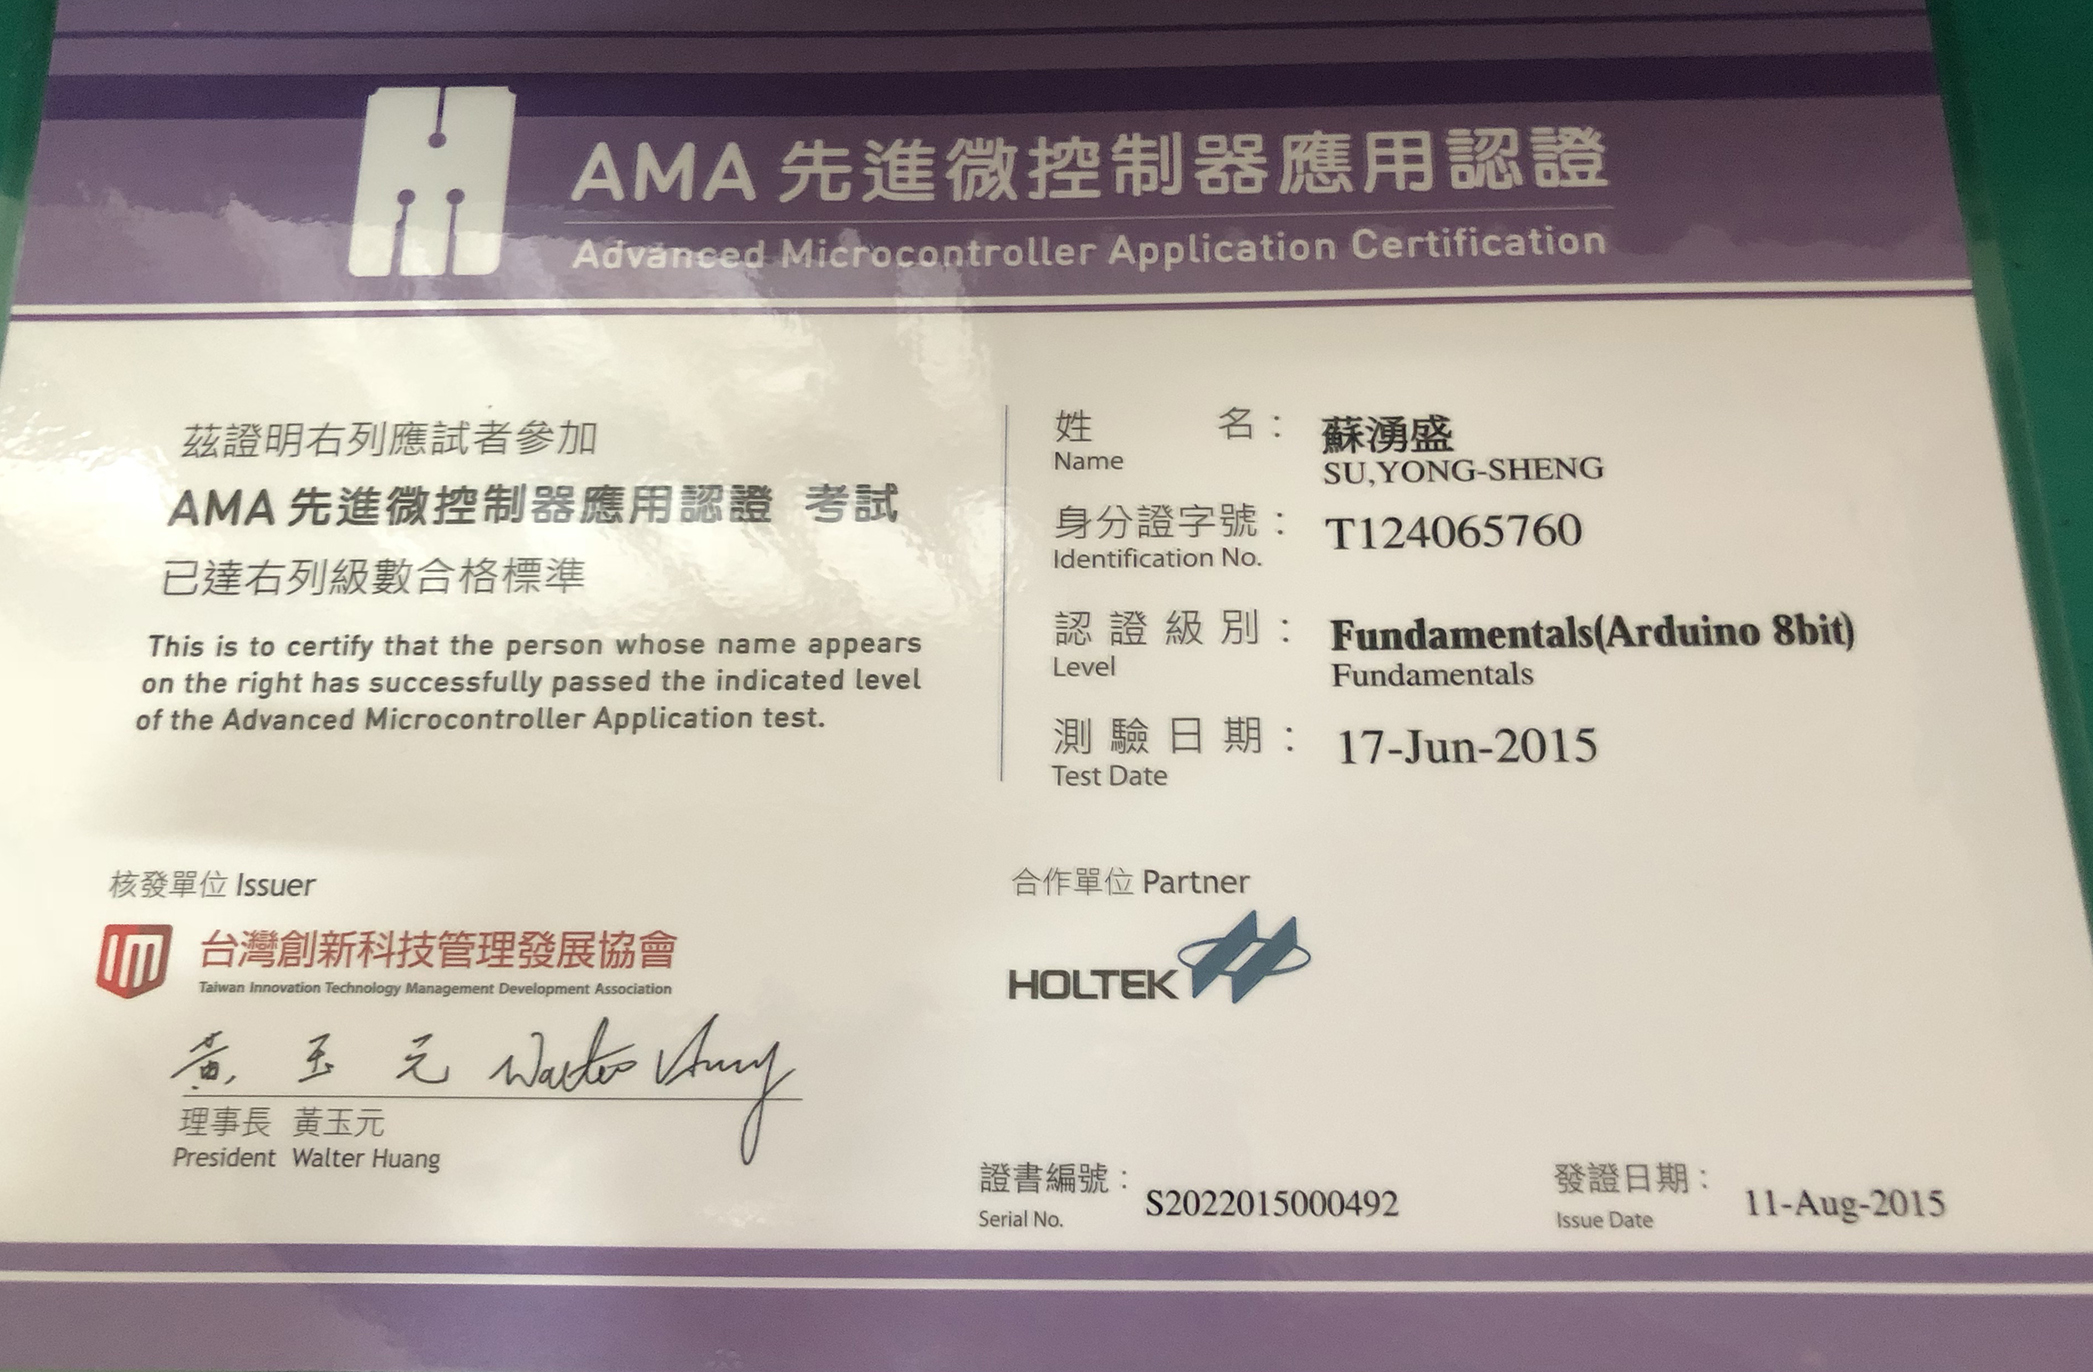 AMA 先進微控制器應用認證
Advanced Microcontroller Application Certification
茲證明右列應試者參加
AMA 先進微控制器應用認證 考試
已達右列級數合格標準
This is to certify that the person whose name appears
on the right has successfully passed the indicated level
of the Advanced Microcontroller Application test.
姓 名： 蘇湧盛
Name SU,YONG-SHENG
身分證字號： T124065760
Identification No.
認證級別： Fundamentals(Arduino 8bit)
Level Fundamentals
測驗日期： 17-Jun-2015
Test Date
核發單位 Issuer
台灣創新科技管理發展協會
Taiwan Innovation Technology Management Development Association
黃玉元 Walter Huang
理事長 黃玉元
President Walter Huang
合作單位 Partner
HOLTEK
證書編號： S2022015000492
Serial No.
發證日期： 11-Aug-2015
Issue Date